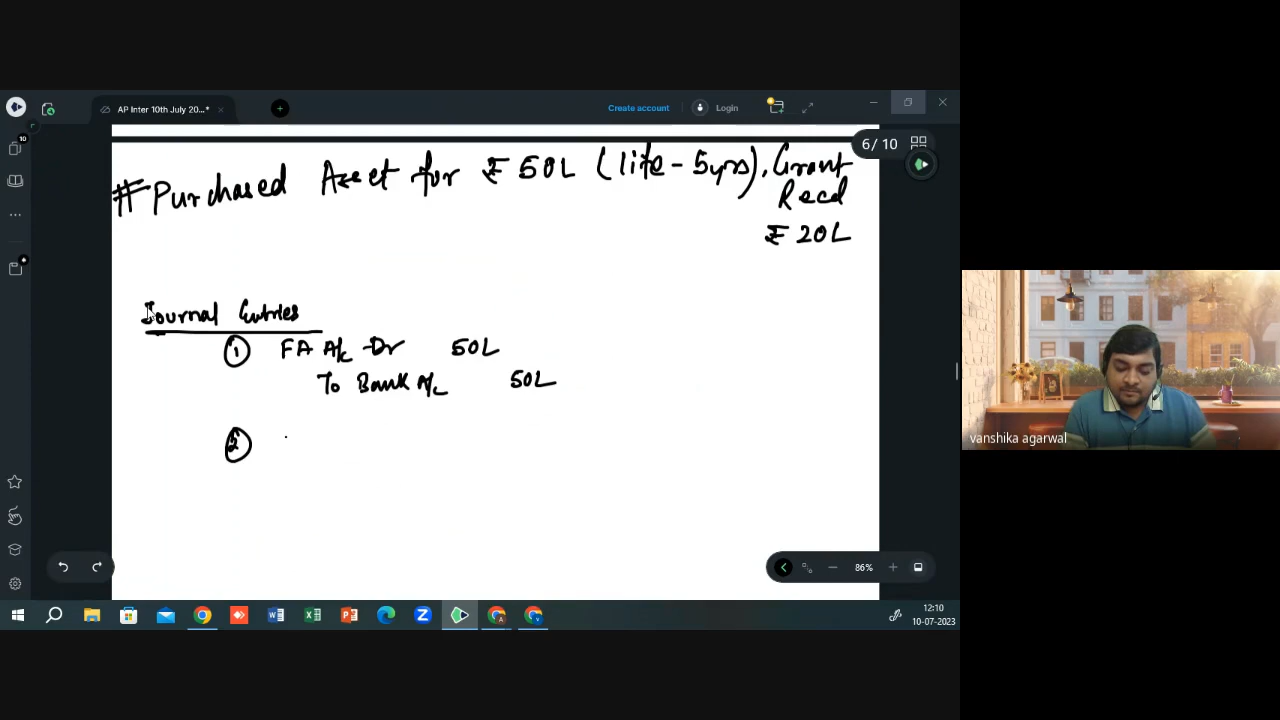 AP Inter 10th July 20...*
Create account
Login
6 / 10
# Purchased Asset for ₹ 50L (life - 5yrs), Grant
Recd
₹ 20L
Journal Entries
① FA A/c Dr 50L
To Bank A/c 50L
②
10
vanshika agarwal
86%
12:10
10-07-2023